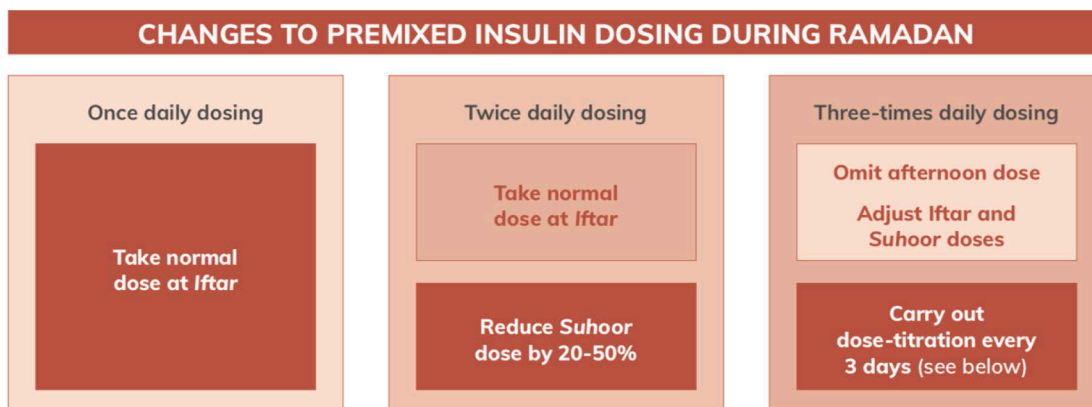 CHANGES TO PREMIXED INSULIN DOSING DURING RAMADAN
Once daily dosing
Take normal
dose at Iftar
Twice daily dosing
Take normal
dose at Iftar
Reduce Suhoor
dose by 20-50%
Three-times daily dosing
Omit afternoon dose
Adjust Iftar and
Suhoor doses
Carry out
dose-titration every
3 days (see below)